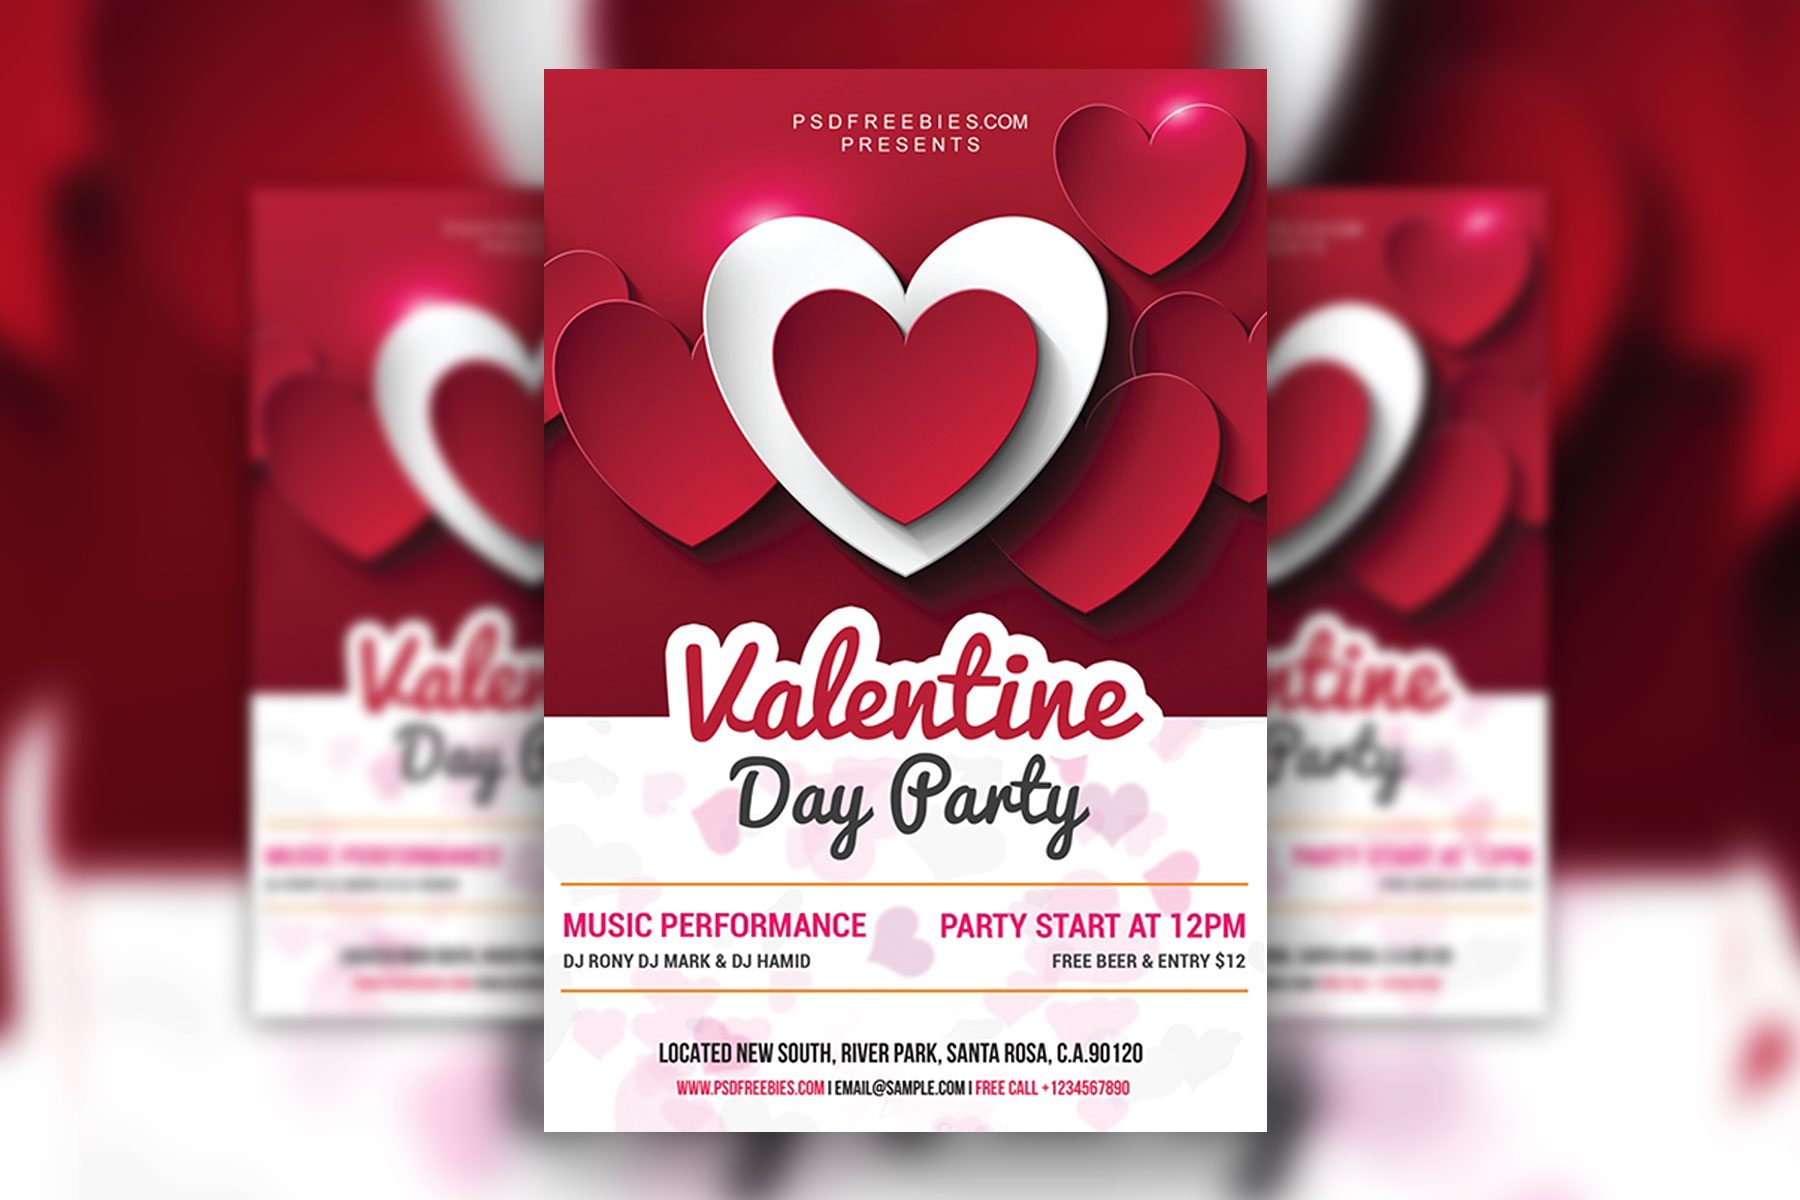 PSDFREEBIES.COM
PRESENTS
Valentine
Day Party
MUSIC PERFORMANCE
DJ RONY DJ MARK & DJ HAMID
PARTY START AT 12PM
FREE BEER & ENTRY $12
LOCATED NEW SOUTH, RIVER PARK, SANTA ROSA, C.A.90120
WWW.PSDFREEBIES.COM I EMAIL@SAMPLE.COM I FREE CALL +1234567890